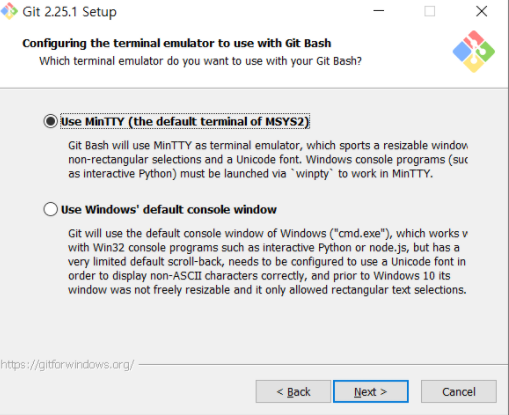 Git 2.25.1 Setup
Configuring the terminal emulator to use with Git Bash
Which terminal emulator do you want to use with your Git Bash?
Use MinTTY (the default terminal of MSYS2)
Git Bash will use MinTTY as terminal emulator, which sports a resizable window
non-rectangular selections and a Unicode font. Windows console programs (suc
as interactive Python) must be launched via `winpty` to work in MinTTY.
Use Windows' default console window
Git will use the default console window of Windows ("cmd.exe"), which works
with Win32 console programs such as interactive Python or node.js, but has a
very limited default scroll-back, needs to be configured to use a Unicode font in
order to display non-ASCII characters correctly, and prior to Windows 10 its
window was not freely resizable and it only allowed rectangular text selections.
https://gitforwindows.org/
< Back
Next >
Cancel